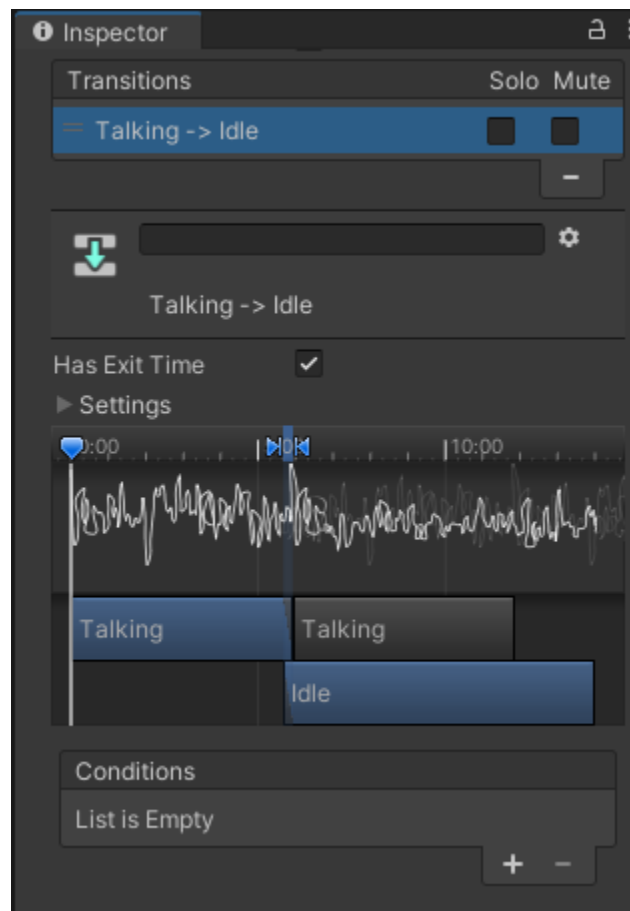 Inspector
Transitions Solo Mute
Talking -> Idle
Talking -> Idle
Has Exit Time
Settings
0:00 10:00
Talking Talking
Idle
Conditions
List is Empty